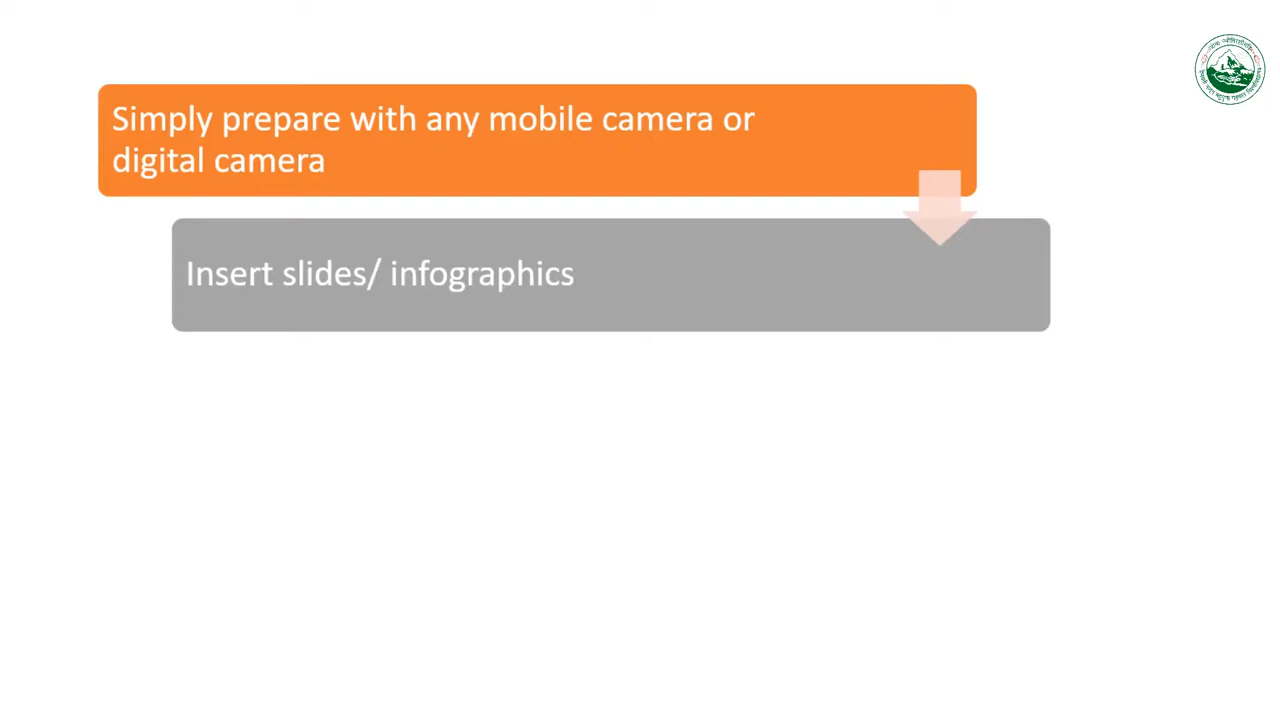 Simply prepare with any mobile camera or
digital camera
Insert slides/ infographics